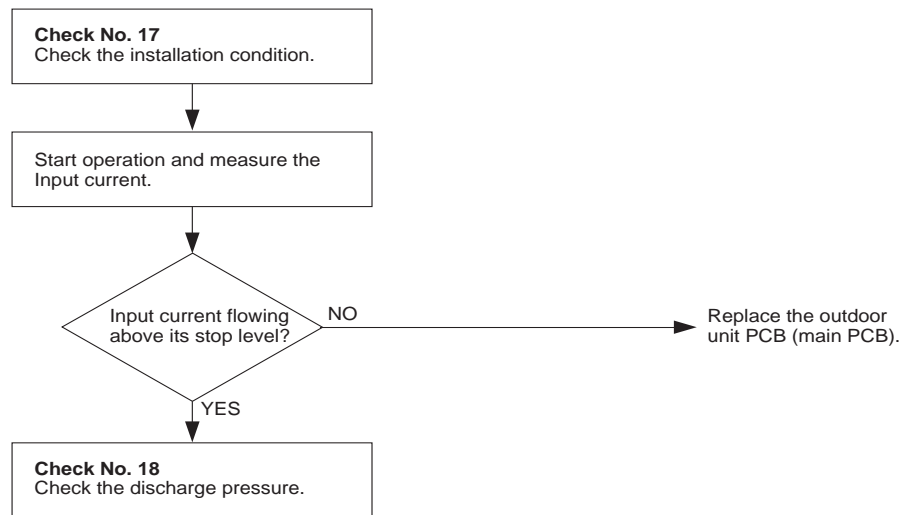 Check No. 17
Check the installation condition.
Start operation and measure the
Input current.
Input current flowing
above its stop level?
NO
Replace the outdoor
unit PCB (main PCB).
YES
Check No. 18
Check the discharge pressure.